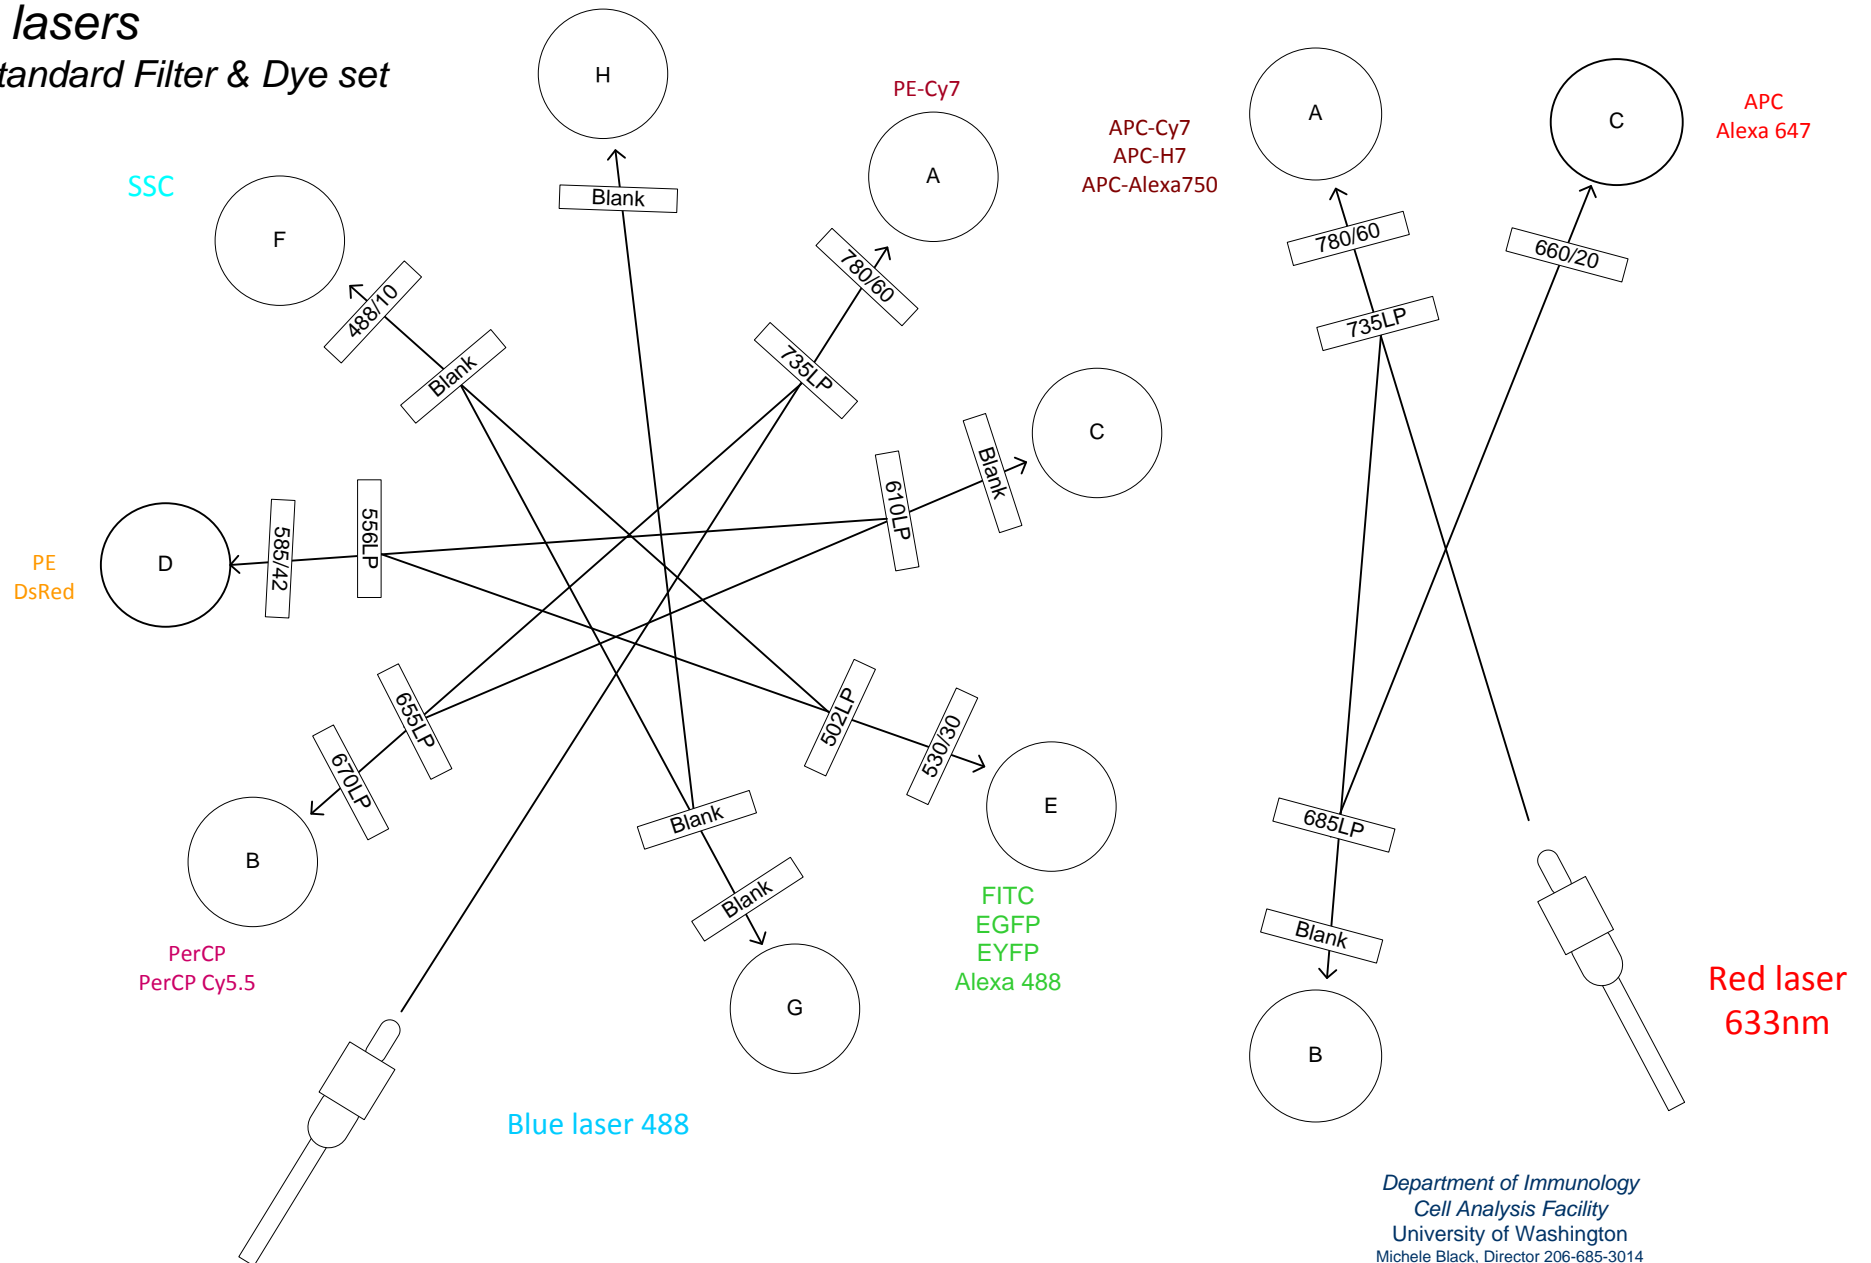 lasers
tandard Filter & Dye set
H
PE-Cy7
A
SSC
F
Blank
488/10
Blank
780/60
735LP
C
Blank
610LP
PE
DsRed
D
585/42
556LP
655LP
670LP
B
PerCP
PerCP Cy5.5
502LP
530/30
E
FITC
EGFP
EYFP
Alexa 488
Blank
Blank
G
Blue laser 488
APC-Cy7
APC-H7
APC-Alexa750
A
C
APC
Alexa 647
780/60
660/20
735LP
685LP
Blank
B
Red laser
633nm
Department of Immunology
Cell Analysis Facility
University of Washington
Michele Black, Director 206-685-3014